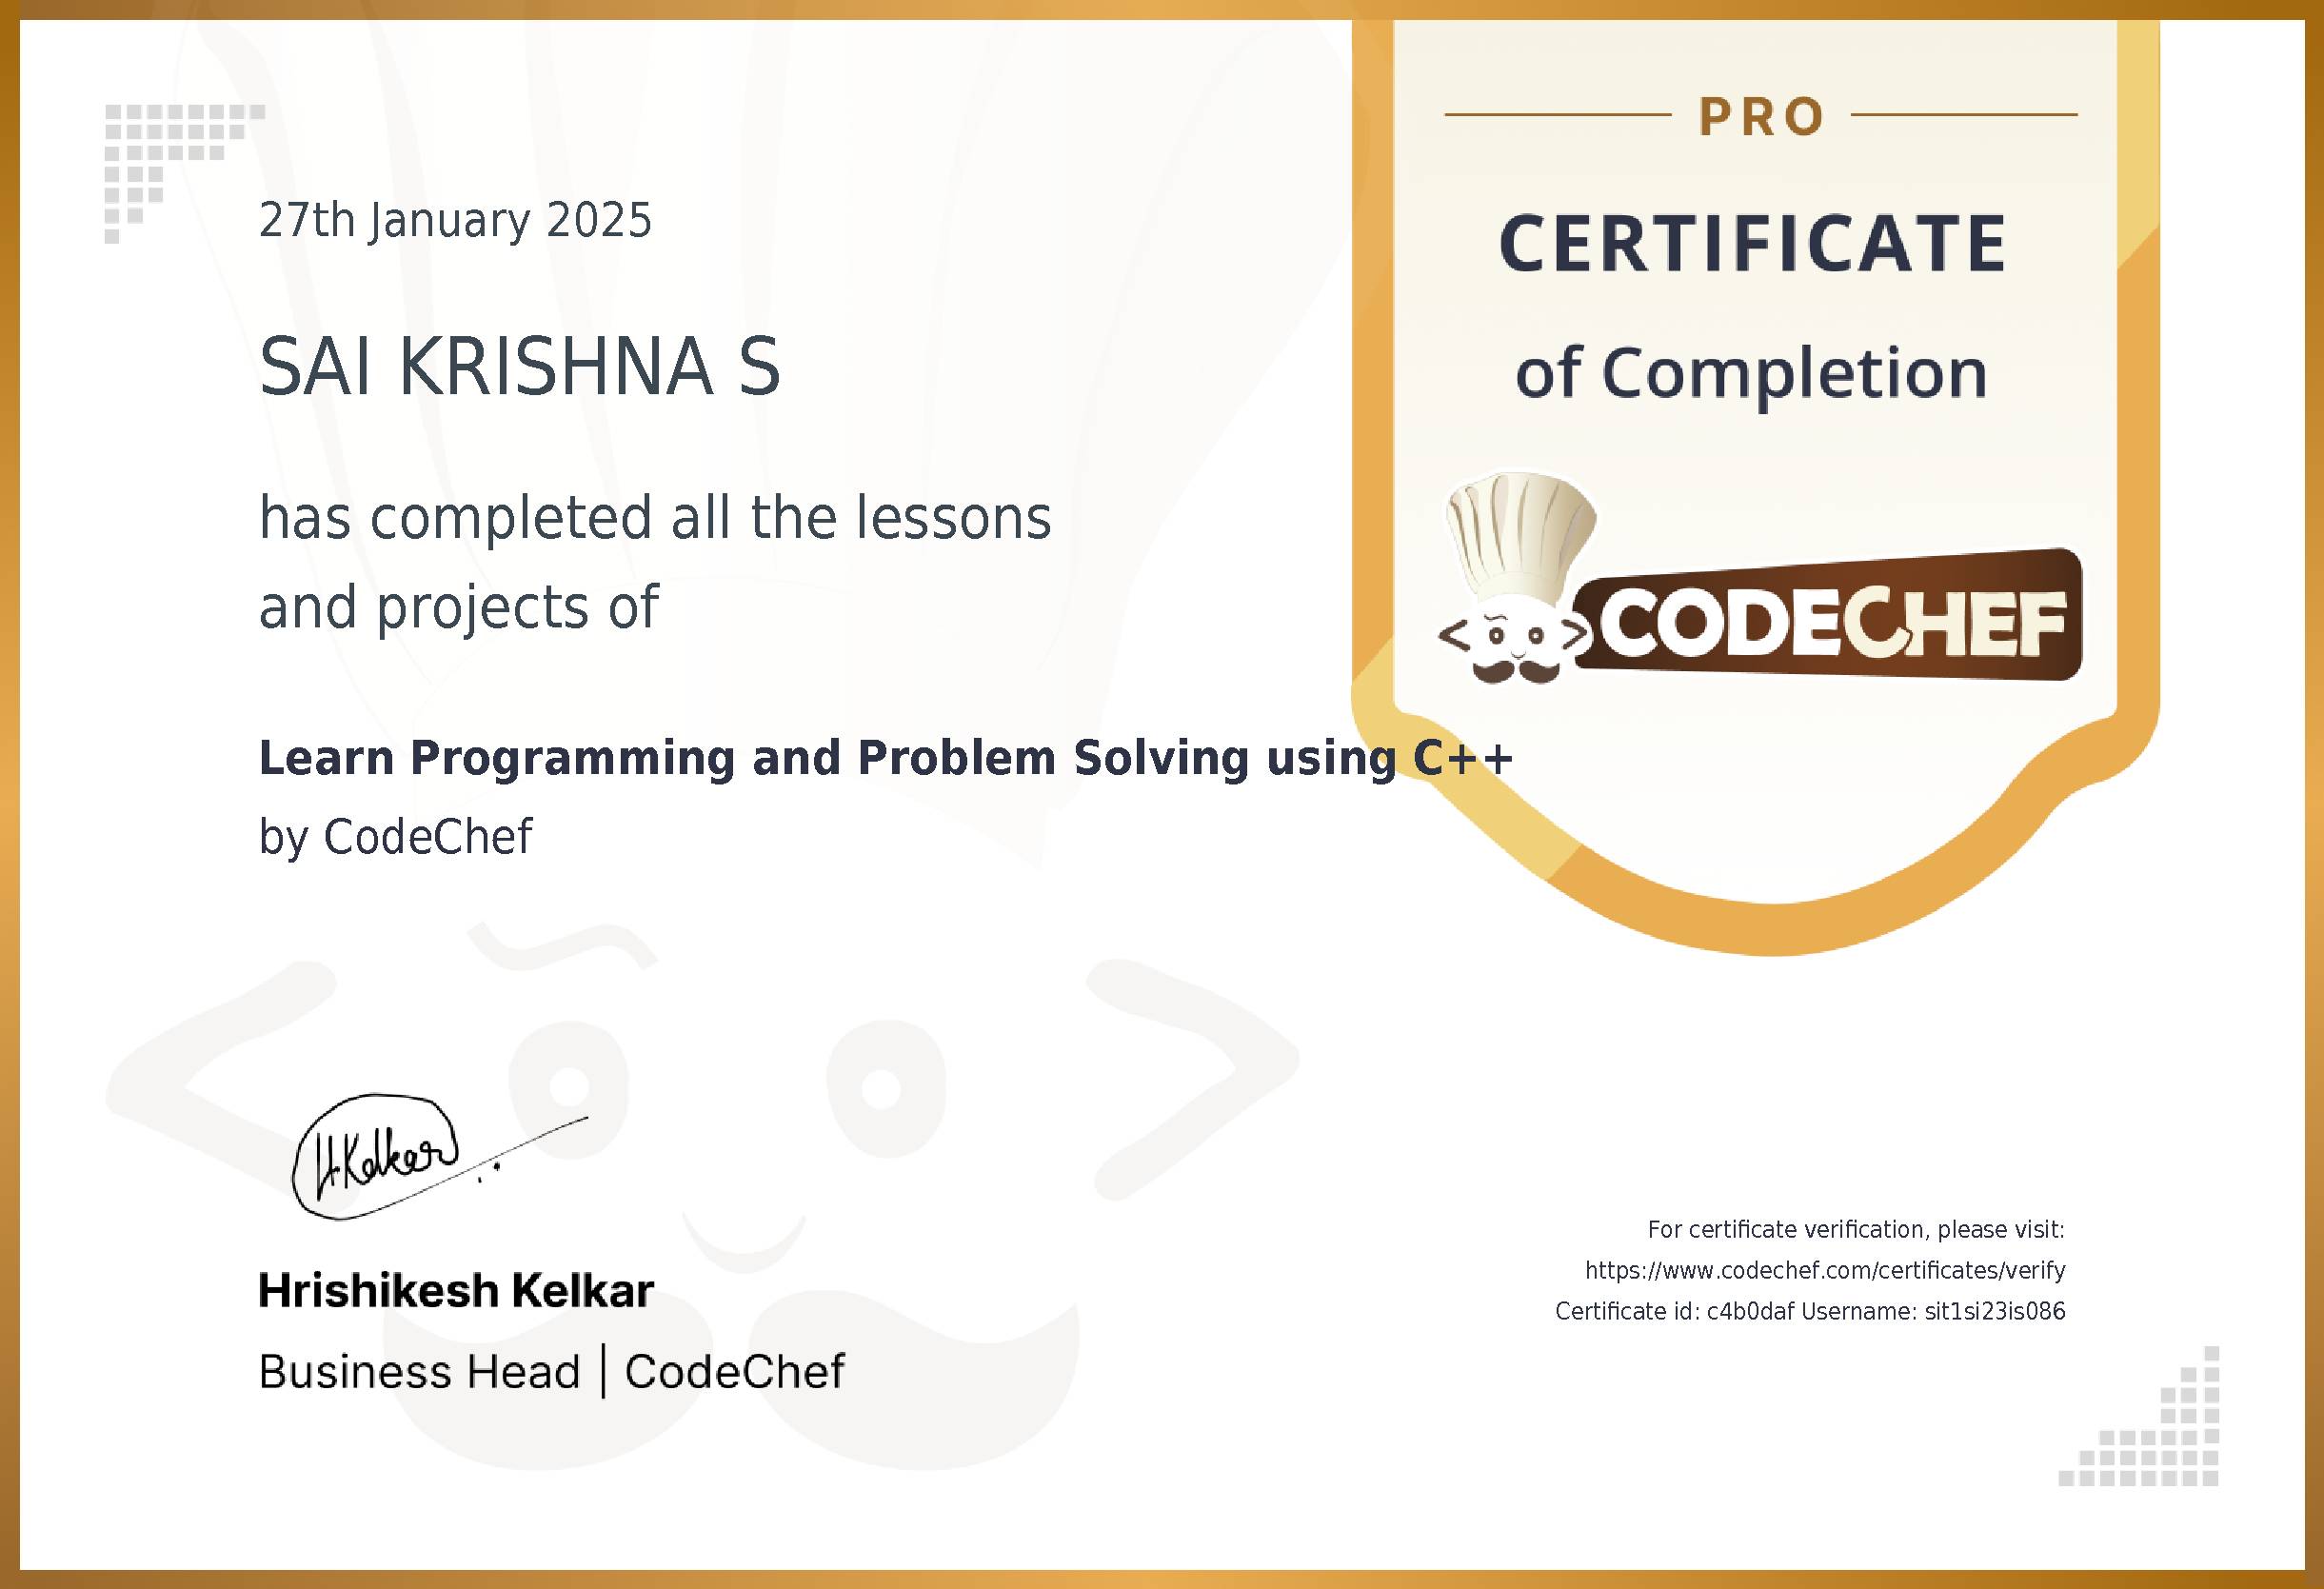 27th January 2025
SAI KRISHNA S
has completed all the lessons
and projects of
Learn Programming and Problem Solving using C++
by CodeChef
PRO
CERTIFICATE
of Completion
CODECHEF
HKelkar
Hrishikesh Kelkar
Business Head | CodeChef
For certificate verification, please visit:
https://www.codechef.com/certificates/verify
Certificate id: c4b0daf Username: sit1si23is086